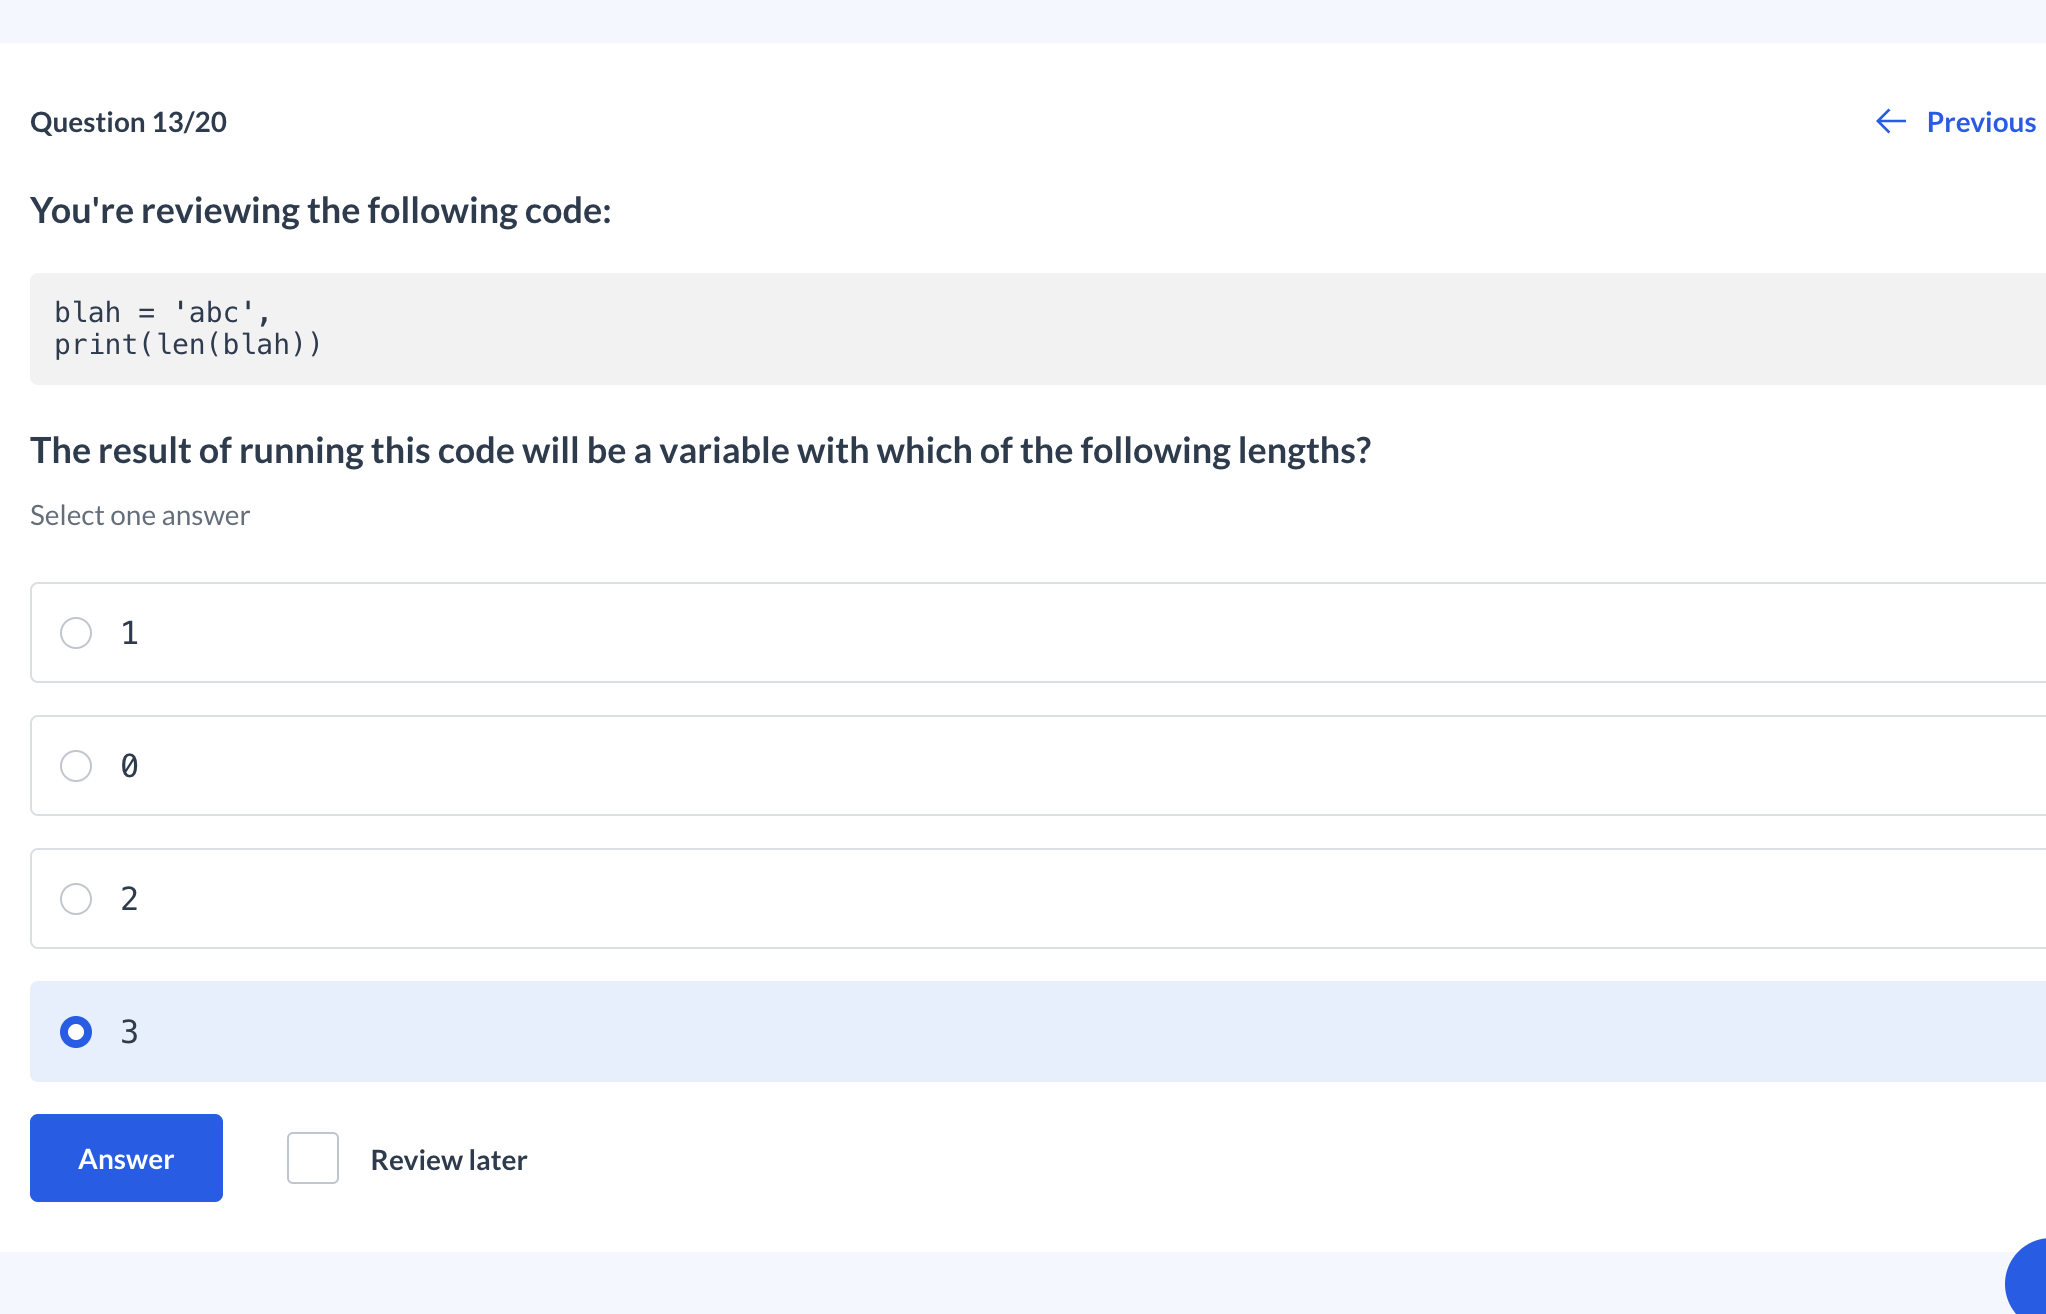 Question 13/20
Previous
You're reviewing the following code:
blah = 'abc',
print(len(blah))
The result of running this code will be a variable with which of the following lengths?
Select one answer
1
0
2
3
Answer
Review later